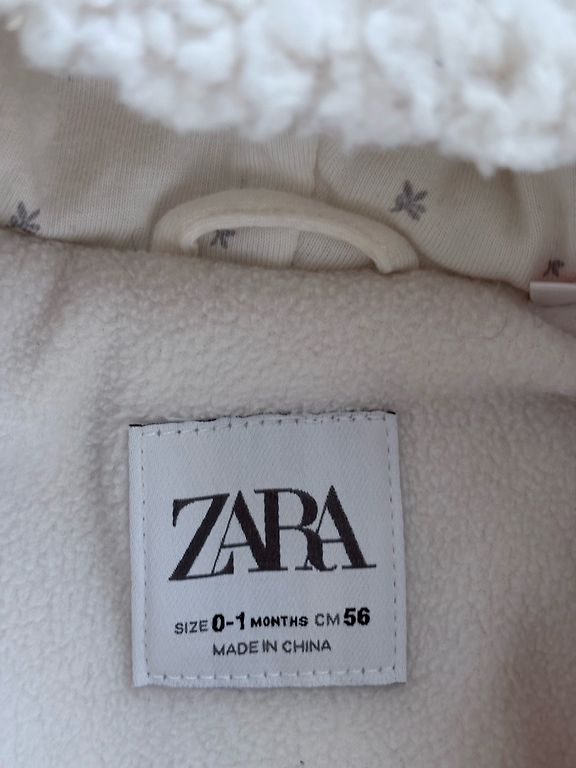 ZARA
SIZE 0-1 MONTHS CM 56
MADE IN CHINA